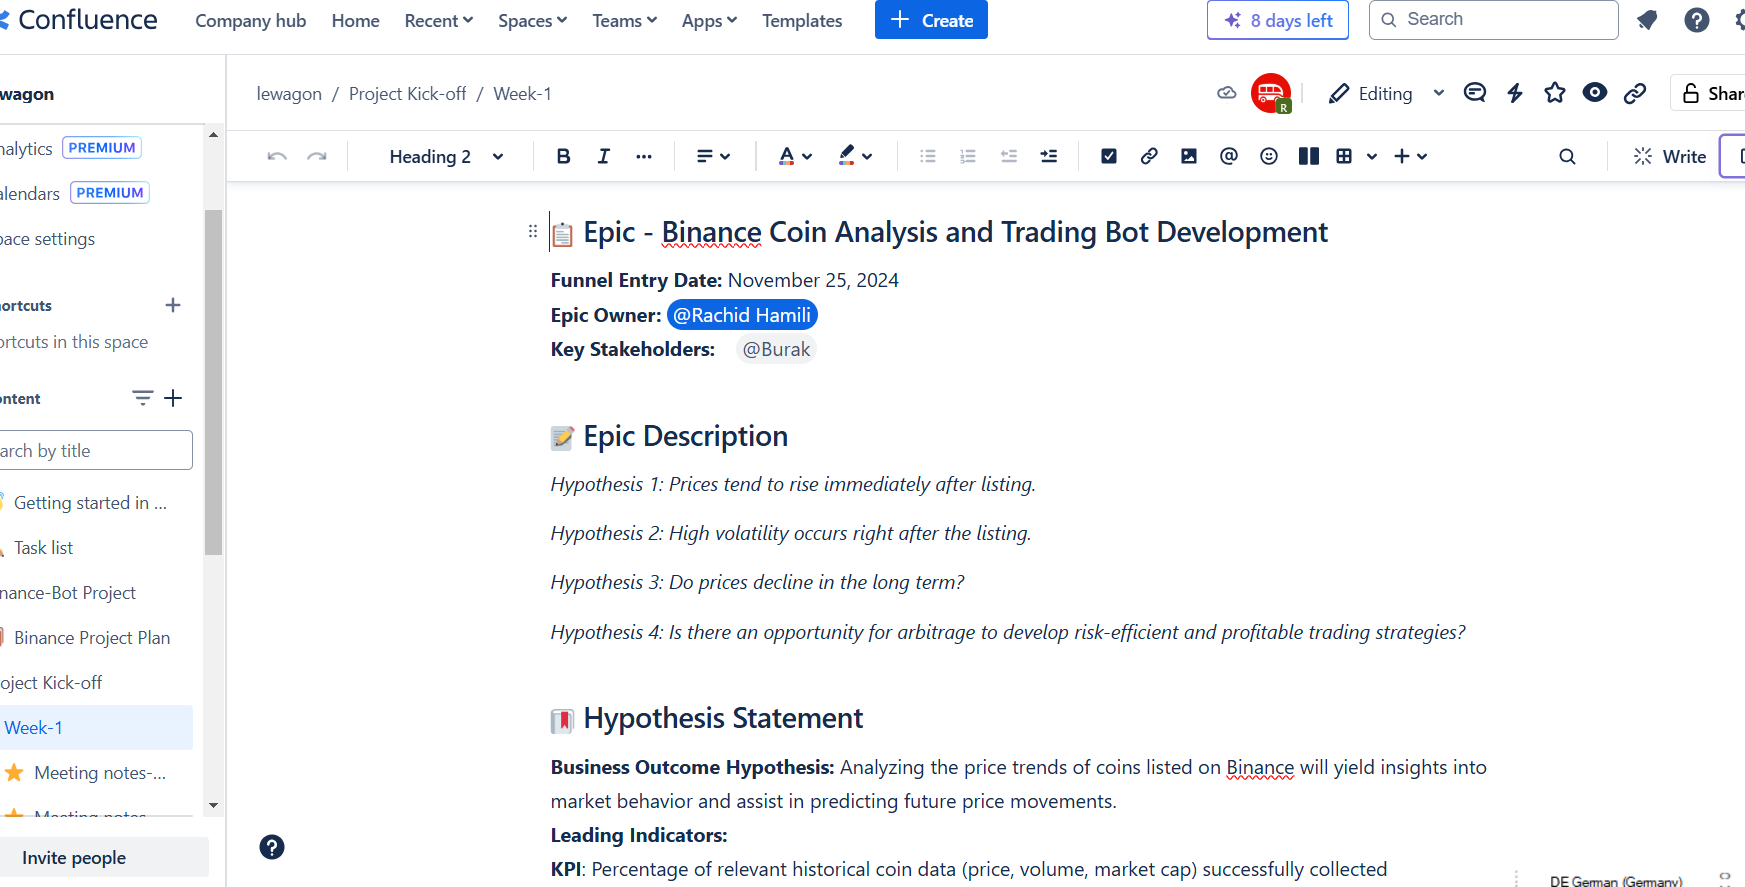 Confluence Company hub Home Recent Spaces Teams Apps Templates + Create 8 days left Search
wagon
lewagon / Project Kick-off / Week-1 R Editing Shar
nalytics PREMIUM
alendars PREMIUM
pace settings
Heading 2 B I ... A Write
ortcuts
ortcuts in this space
ontent
arch by title
Getting started in ...
Task list
nance-Bot Project
Binance Project Plan
oject Kick-off
Week-1
Meeting notes-...
Meeting notes
Invite people
Epic - Binance Coin Analysis and Trading Bot Development
Funnel Entry Date: November 25, 2024
Epic Owner: @Rachid Hamili
Key Stakeholders: @Burak
Epic Description
Hypothesis 1: Prices tend to rise immediately after listing.
Hypothesis 2: High volatility occurs right after the listing.
Hypothesis 3: Do prices decline in the long term?
Hypothesis 4: Is there an opportunity for arbitrage to develop risk-efficient and profitable trading strategies?
Hypothesis Statement
Business Outcome Hypothesis: Analyzing the price trends of coins listed on Binance will yield insights into
market behavior and assist in predicting future price movements.
Leading Indicators:
KPI: Percentage of relevant historical coin data (price, volume, market cap) successfully collected
DE German (Germany)